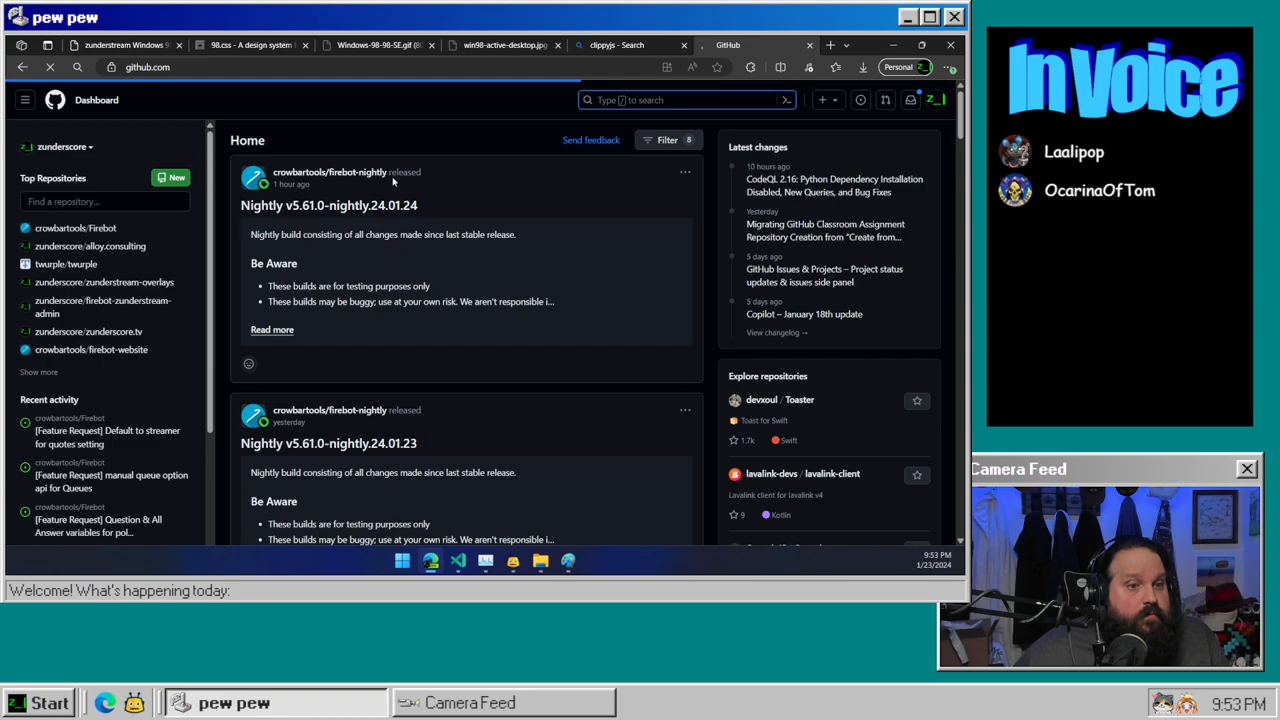 pew pew
zunderstream Windows 9
98.css - A design system f
Windows-98-98-SE.gif (8
win98-active-desktop.jpg
clippyjs - Search
GitHub
github.com
Personal
Dashboard
Type / to search
zunderscore
Home
Send feedback
Filter 8
Top Repositories
New
Find a repository...
crowbartools/Firebot
zunderscore/alloy.consulting
twurple/twurple
zunderscore/zunderstream-overlays
zunderscore/firebot-zunderstream-
admin
zunderscore/zunderscore.tv
crowbartools/firebot-website
Show more
Recent activity
crowbartools/Firebot
[Feature Request] Default to streamer
for quotes setting
crowbartools/Firebot
[Feature Request] manual queue option
api for Queues
crowbartools/Firebot
[Feature Request] Question & All
Answer variables for pol...
crowbartools/firebot-nightly released
1 hour ago
Nightly v5.61.0-nightly.24.01.24
Nightly build consisting of all changes made since last stable release.
Be Aware
These builds are for testing purposes only
These builds may be buggy; use at your own risk. We aren't responsible i...
Read more
crowbartools/firebot-nightly released
yesterday
Nightly v5.61.0-nightly.24.01.23
Nightly build consisting of all changes made since last stable release.
Be Aware
These builds are for testing purposes only
These builds may be buggy; use at your own risk. We aren't responsible i...
Latest changes
10 hours ago
CodeQL 2.16: Python Dependency Installation
Disabled, New Queries, and Bug Fixes
Yesterday
Migrating GitHub Classroom Assignment
Repository Creation from "Create from...
5 days ago
GitHub Issues & Projects – Project status
updates & issues side panel
5 days ago
Copilot – January 18th update
View changelog →
Explore repositories
devxoul / Toaster
Toast for Swift
1.7k Swift
lavalink-devs / lavalink-client
Lavalink client for lavalink v4
9 Kotlin
9:53 PM
1/23/2024
Welcome! What's happening today:
In Voice
Laalipop
OcarinaOfTom
Camera Feed
Start
pew pew
Camera Feed
9:53 PM